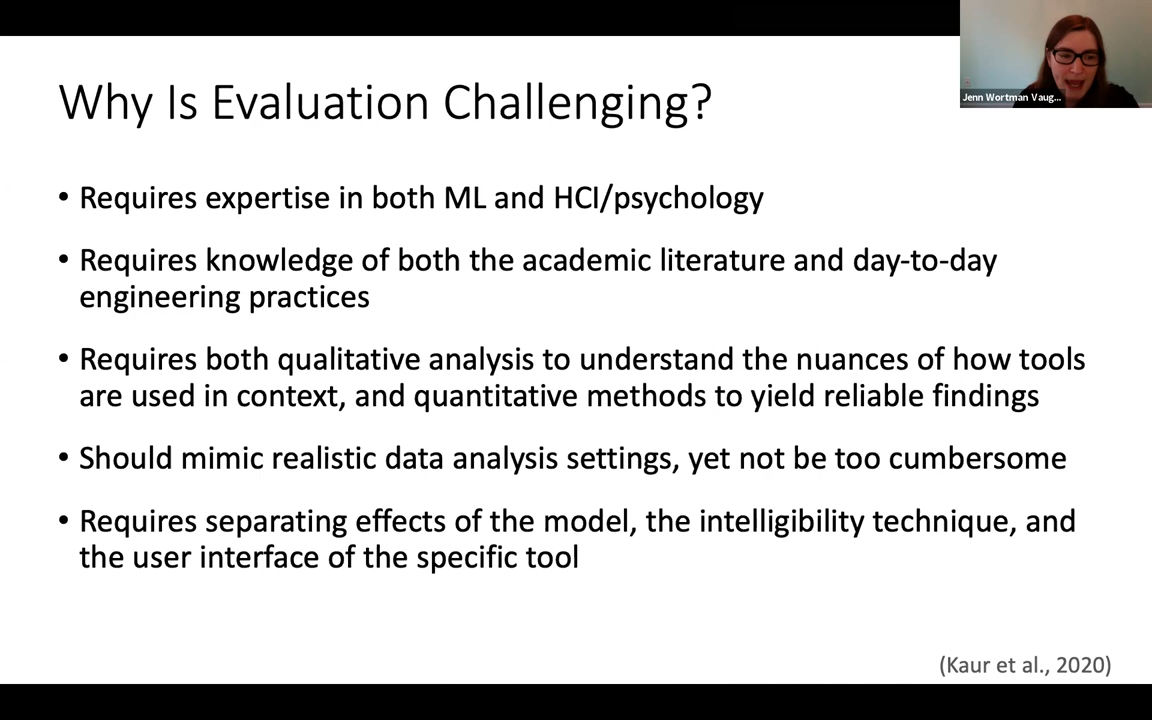 Jenn Wortman Vaug...
Why Is Evaluation Challenging?
• Requires expertise in both ML and HCI/psychology
• Requires knowledge of both the academic literature and day-to-day
engineering practices
• Requires both qualitative analysis to understand the nuances of how tools
are used in context, and quantitative methods to yield reliable findings
• Should mimic realistic data analysis settings, yet not be too cumbersome
• Requires separating effects of the model, the intelligibility technique, and
the user interface of the specific tool
(Kaur et al., 2020)